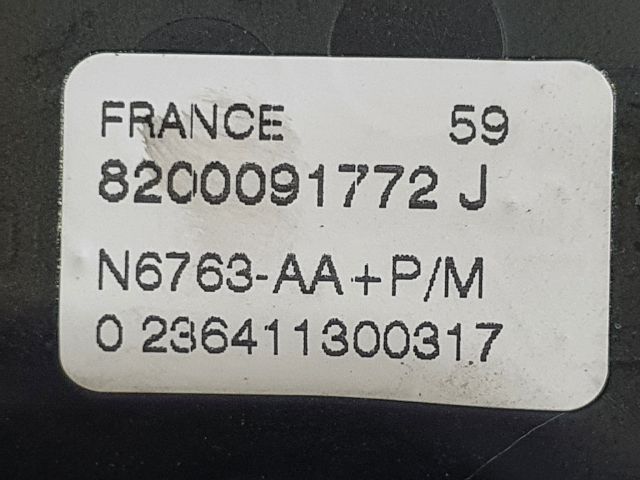 FRANCE 59
8200091772 J
N6763-AA+P/M
0 236411300317